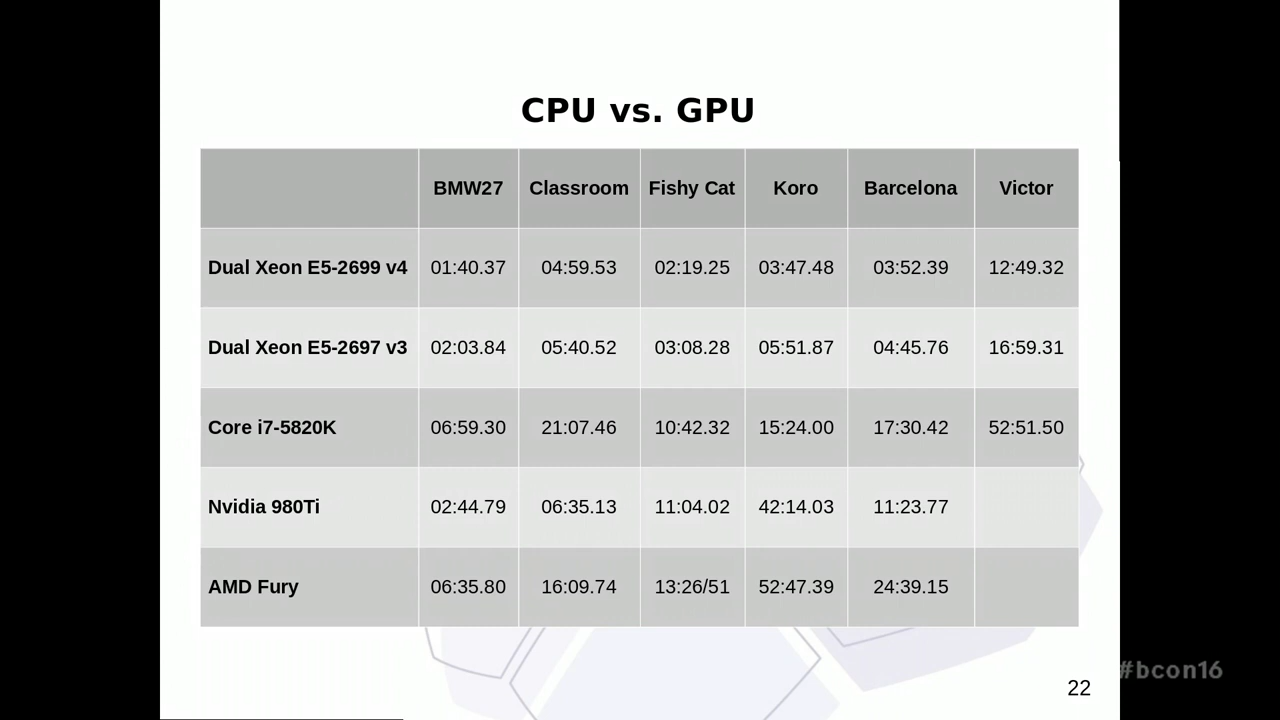 CPU vs. GPU
BMW27 Classroom Fishy Cat Koro Barcelona Victor
Dual Xeon E5-2699 v4 01:40.37 04:59.53 02:19.25 03:47.48 03:52.39 12:49.32
Dual Xeon E5-2697 v3 02:03.84 05:40.52 03:08.28 05:51.87 04:45.76 16:59.31
Core i7-5820K 06:59.30 21:07.46 10:42.32 15:24.00 17:30.42 52:51.50
Nvidia 980Ti 02:44.79 06:35.13 11:04.02 42:14.03 11:23.77
AMD Fury 06:35.80 16:09.74 13:26/51 52:47.39 24:39.15
#bcon16
22